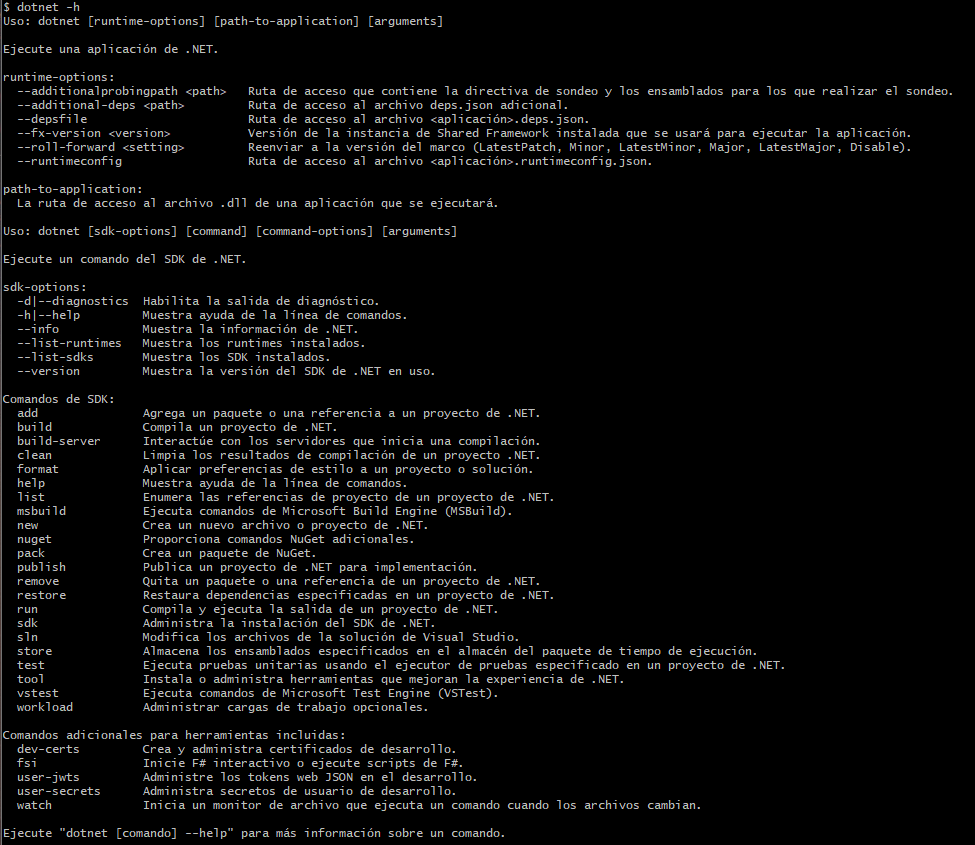 $ dotnet -h
Uso: dotnet [runtime-options] [path-to-application] [arguments]

Ejecute una aplicación de .NET.

runtime-options:
  --additionalprobingpath <path>   Ruta de acceso que contiene la directiva de sondeo y los ensamblados para los que realizar el sondeo.
  --additional-deps <path>         Ruta de acceso al archivo deps.json adicional.
  --depsfile                       Ruta de acceso al archivo <aplicación>.deps.json.
  --fx-version <version>           Versión de la instancia de Shared Framework instalada que se usará para ejecutar la aplicación.
  --roll-forward <setting>         Reenviar a la versión del marco (LatestPatch, Minor, LatestMinor, Major, LatestMajor, Disable).
  --runtimeconfig                  Ruta de acceso al archivo <aplicación>.runtimeconfig.json.

path-to-application:
  La ruta de acceso al archivo .dll de una aplicación que se ejecutará.

Uso: dotnet [sdk-options] [command] [command-options] [arguments]

Ejecute un comando del SDK de .NET.

sdk-options:
  -d|--diagnostics  Habilita la salida de diagnóstico.
  -h|--help         Muestra ayuda de la línea de comandos.
  --info            Muestra la información de .NET.
  --list-runtimes   Muestra los runtimes instalados.
  --list-sdks       Muestra los SDK instalados.
  --version         Muestra la versión del SDK de .NET en uso.

Comandos de SDK:
  add               Agrega un paquete o una referencia a un proyecto de .NET.
  build             Compila un proyecto de .NET.
  build-server      Interactúe con los servidores que inicia una compilación.
  clean             Limpia los resultados de compilación de un proyecto .NET.
  format            Aplicar preferencias de estilo a un proyecto o solución.
  help              Muestra ayuda de la línea de comandos.
  list              Enumera las referencias de proyecto de un proyecto de .NET.
  msbuild           Ejecuta comandos de Microsoft Build Engine (MSBuild).
  new               Crea un nuevo archivo o proyecto de .NET.
  nuget             Proporciona comandos NuGet adicionales.
  pack              Crea un paquete de NuGet.
  publish           Publica un proyecto de .NET para implementación.
  remove            Quita un paquete o una referencia de un proyecto de .NET.
  restore           Restaura dependencias especificadas en un proyecto de .NET.
  run               Compila y ejecuta la salida de un proyecto de .NET.
  sdk               Administra la instalación del SDK de .NET.
  sln               Modifica los archivos de la solución de Visual Studio.
  store             Almacena los ensamblados especificados en el almacén del paquete de tiempo de ejecución.
  test              Ejecuta pruebas unitarias usando el ejecutor de pruebas especificado en un proyecto de .NET.
  tool              Instala o administra herramientas que mejoran la experiencia de .NET.
  vstest            Ejecuta comandos de Microsoft Test Engine (VSTest).
  workload          Administrar cargas de trabajo opcionales.

Comandos adicionales para herramientas incluidas:
  dev-certs         Crea y administra certificados de desarrollo.
  fsi               Inicie F# interactivo o ejecute scripts de F#.
  user-jwts         Administre los tokens web JSON en el desarrollo.
  user-secrets      Administra secretos de usuario de desarrollo.
  watch             Inicia un monitor de archivo que ejecuta un comando cuando los archivos cambian.

Ejecute "dotnet [comando] --help" para más información sobre un comando.